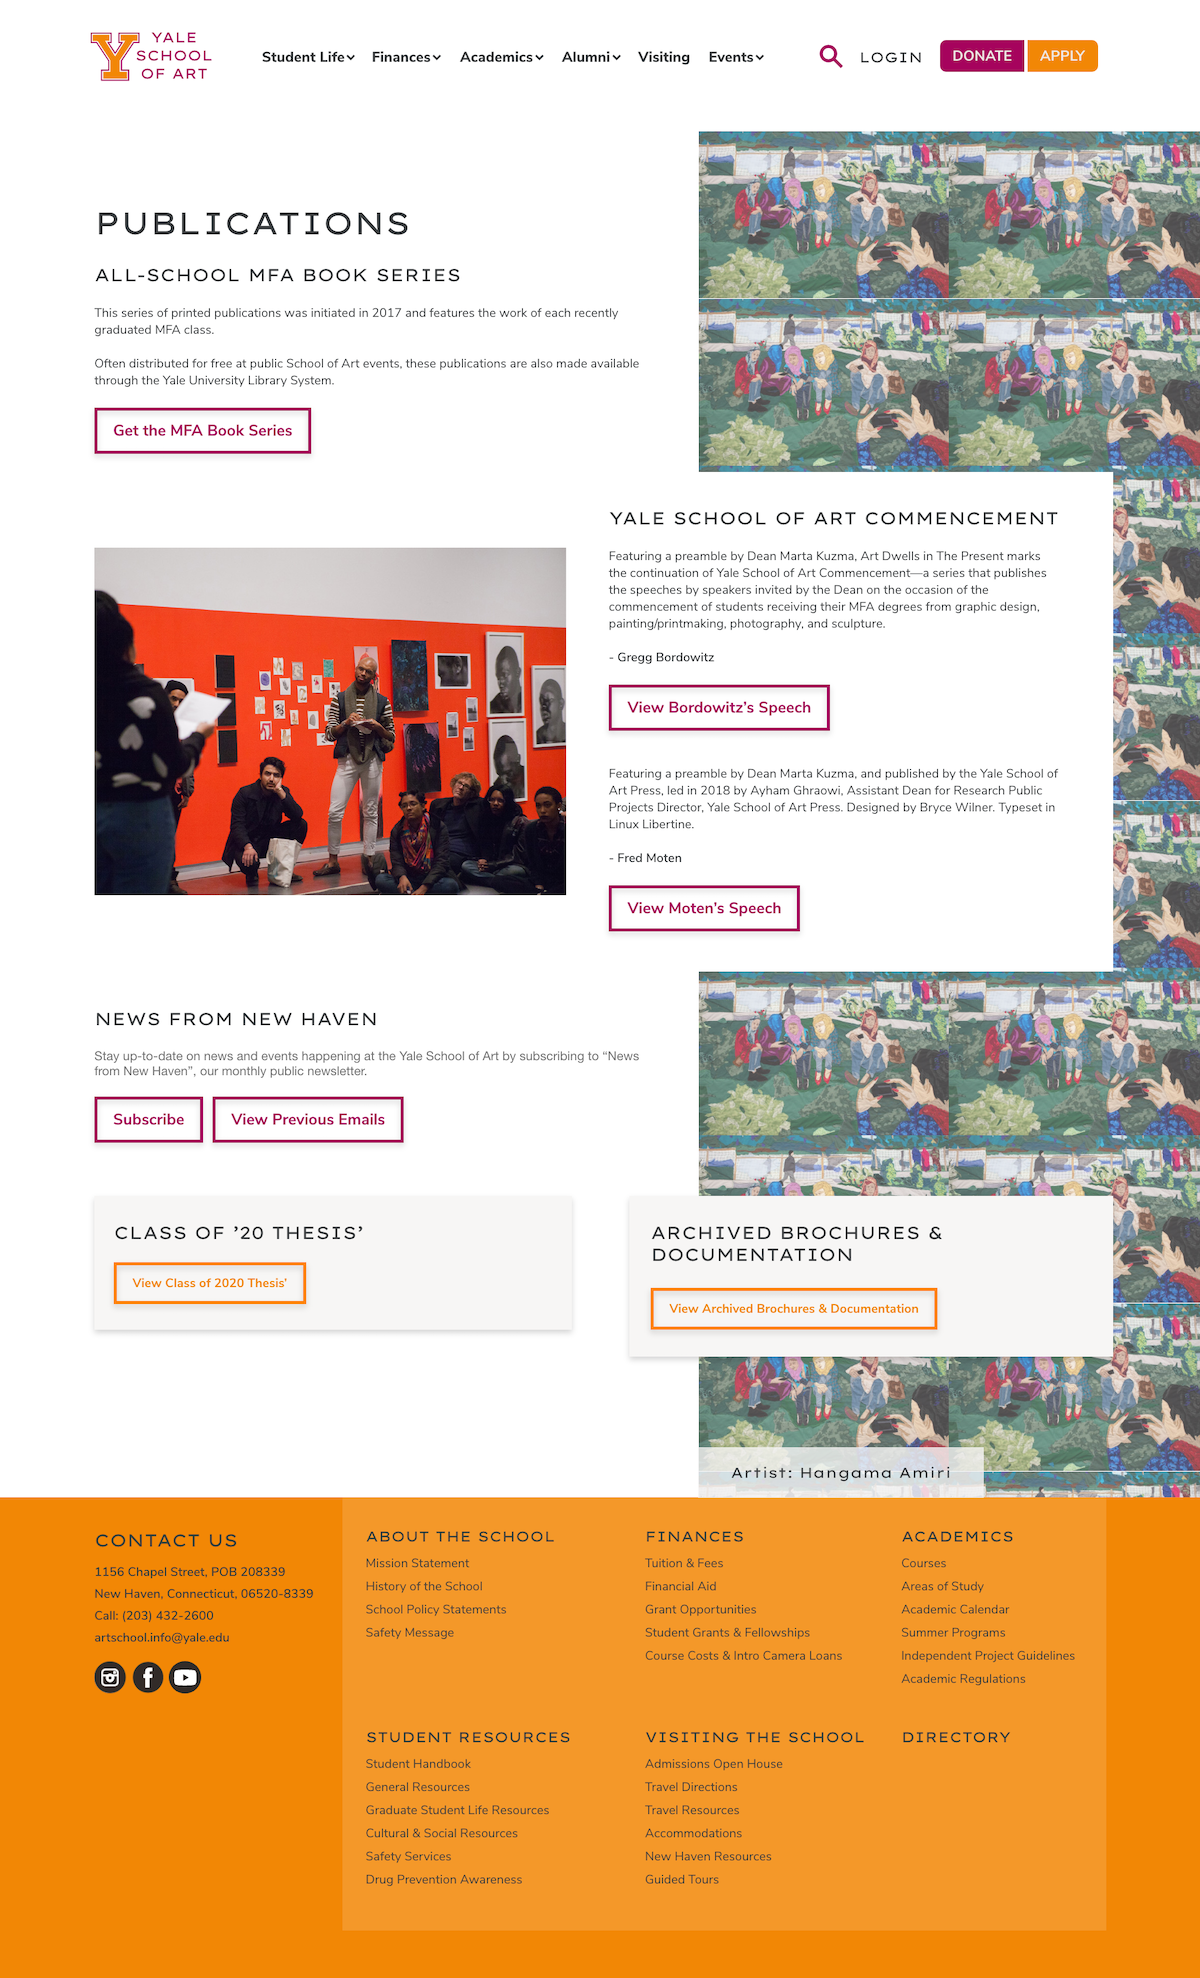 YALE
SCHOOL
OF ART
Student Life
Finances
Academics
Alumni
Visiting
Events
LOGIN
DONATE
APPLY
PUBLICATIONS
ALL-SCHOOL MFA BOOK SERIES
This series of printed publications was initiated in 2017 and features the work of each recently
graduated MFA class.
Often distributed for free at public School of Art events, these publications are also made available
through the Yale University Library System.
Get the MFA Book Series
YALE SCHOOL OF ART COMMENCEMENT
Featuring a preamble by Dean Marta Kuzma, Art Dwells in The Present marks
the continuation of Yale School of Art Commencement—a series that publishes
the speeches by speakers invited by the Dean on the occasion of the
commencement of students receiving their MFA degrees from graphic design,
painting/printmaking, photography, and sculpture.
- Gregg Bordowitz
View Bordowitz’s Speech
Featuring a preamble by Dean Marta Kuzma, and published by the Yale School of
Art Press, led in 2018 by Ayham Ghraowi, Assistant Dean for Research Public
Projects Director, Yale School of Art Press. Designed by Bryce Wilner. Typeset in
Linux Libertine.
- Fred Moten
View Moten’s Speech
NEWS FROM NEW HAVEN
Stay up-to-date on news and events happening at the Yale School of Art by subscribing to “News
from New Haven”, our monthly public newsletter.
Subscribe
View Previous Emails
CLASS OF ’20 THESIS’
View Class of 2020 Thesis’
ARCHIVED BROCHURES &
DOCUMENTATION
View Archived Brochures & Documentation
Artist: Hangama Amiri
CONTACT US
1156 Chapel Street, POB 208339
New Haven, Connecticut, 06520-8339
Call: (203) 432-2600
artschool.info@yale.edu
ABOUT THE SCHOOL
Mission Statement
History of the School
School Policy Statements
Safety Message
FINANCES
Tuition & Fees
Financial Aid
Grant Opportunities
Student Grants & Fellowships
Course Costs & Intro Camera Loans
ACADEMICS
Courses
Areas of Study
Academic Calendar
Summer Programs
Independent Project Guidelines
Academic Regulations
STUDENT RESOURCES
Student Handbook
General Resources
Graduate Student Life Resources
Cultural & Social Resources
Safety Services
Drug Prevention Awareness
VISITING THE SCHOOL
Admissions Open House
Travel Directions
Travel Resources
Accommodations
New Haven Resources
Guided Tours
DIRECTORY